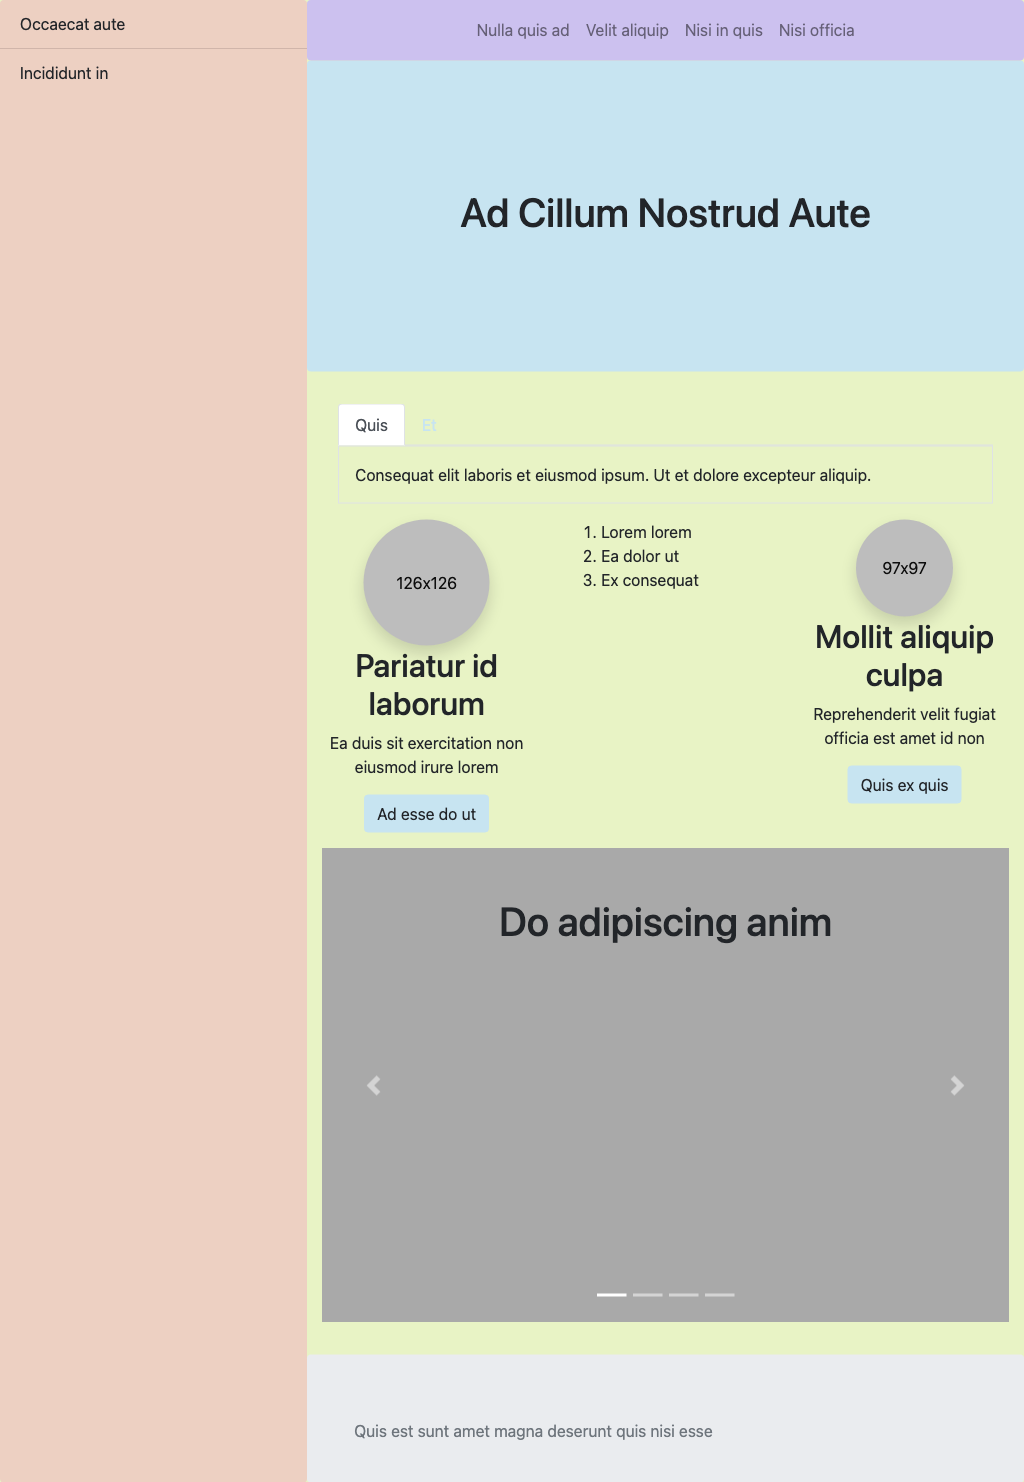 Occaecat aute
Incididunt in
Nulla quis ad Velit aliquip Nisi in quis Nisi officia
Ad Cillum Nostrud Aute
Quis Et
Consequat elit laboris et eiusmod ipsum. Ut et dolore excepteur aliquip.
126x126
Pariatur id
laborum
Ea duis sit exercitation non
eiusmod irure lorem
Ad esse do ut
1. Lorem lorem
2. Ea dolor ut
3. Ex consequat
97x97
Mollit aliquip
culpa
Reprehenderit velit fugiat
officia est amet id non
Quis ex quis
Do adipiscing anim
Quis est sunt amet magna deserunt quis nisi esse